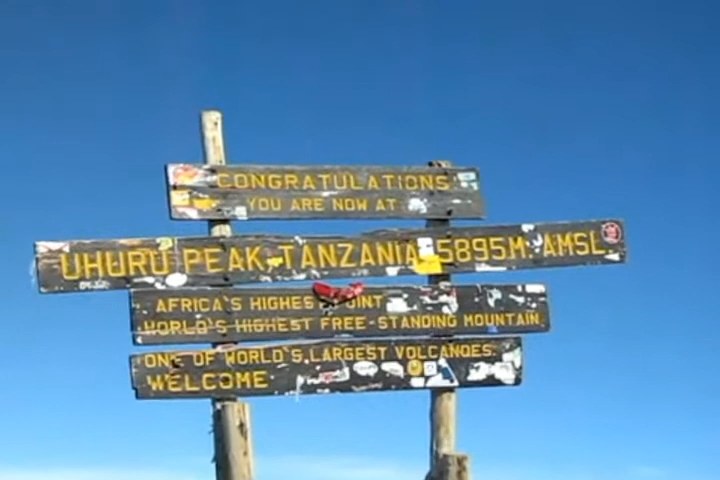 CONGRATULATIONS
YOU ARE NOW AT
UHURU PEAK, TANZANIA, 5895M. AMSL.
AFRICA'S HIGHEST POINT
WORLD'S HIGHEST FREE-STANDING MOUNTAIN
ONE OF WORLD'S LARGEST VOLCANOES.
WELCOME